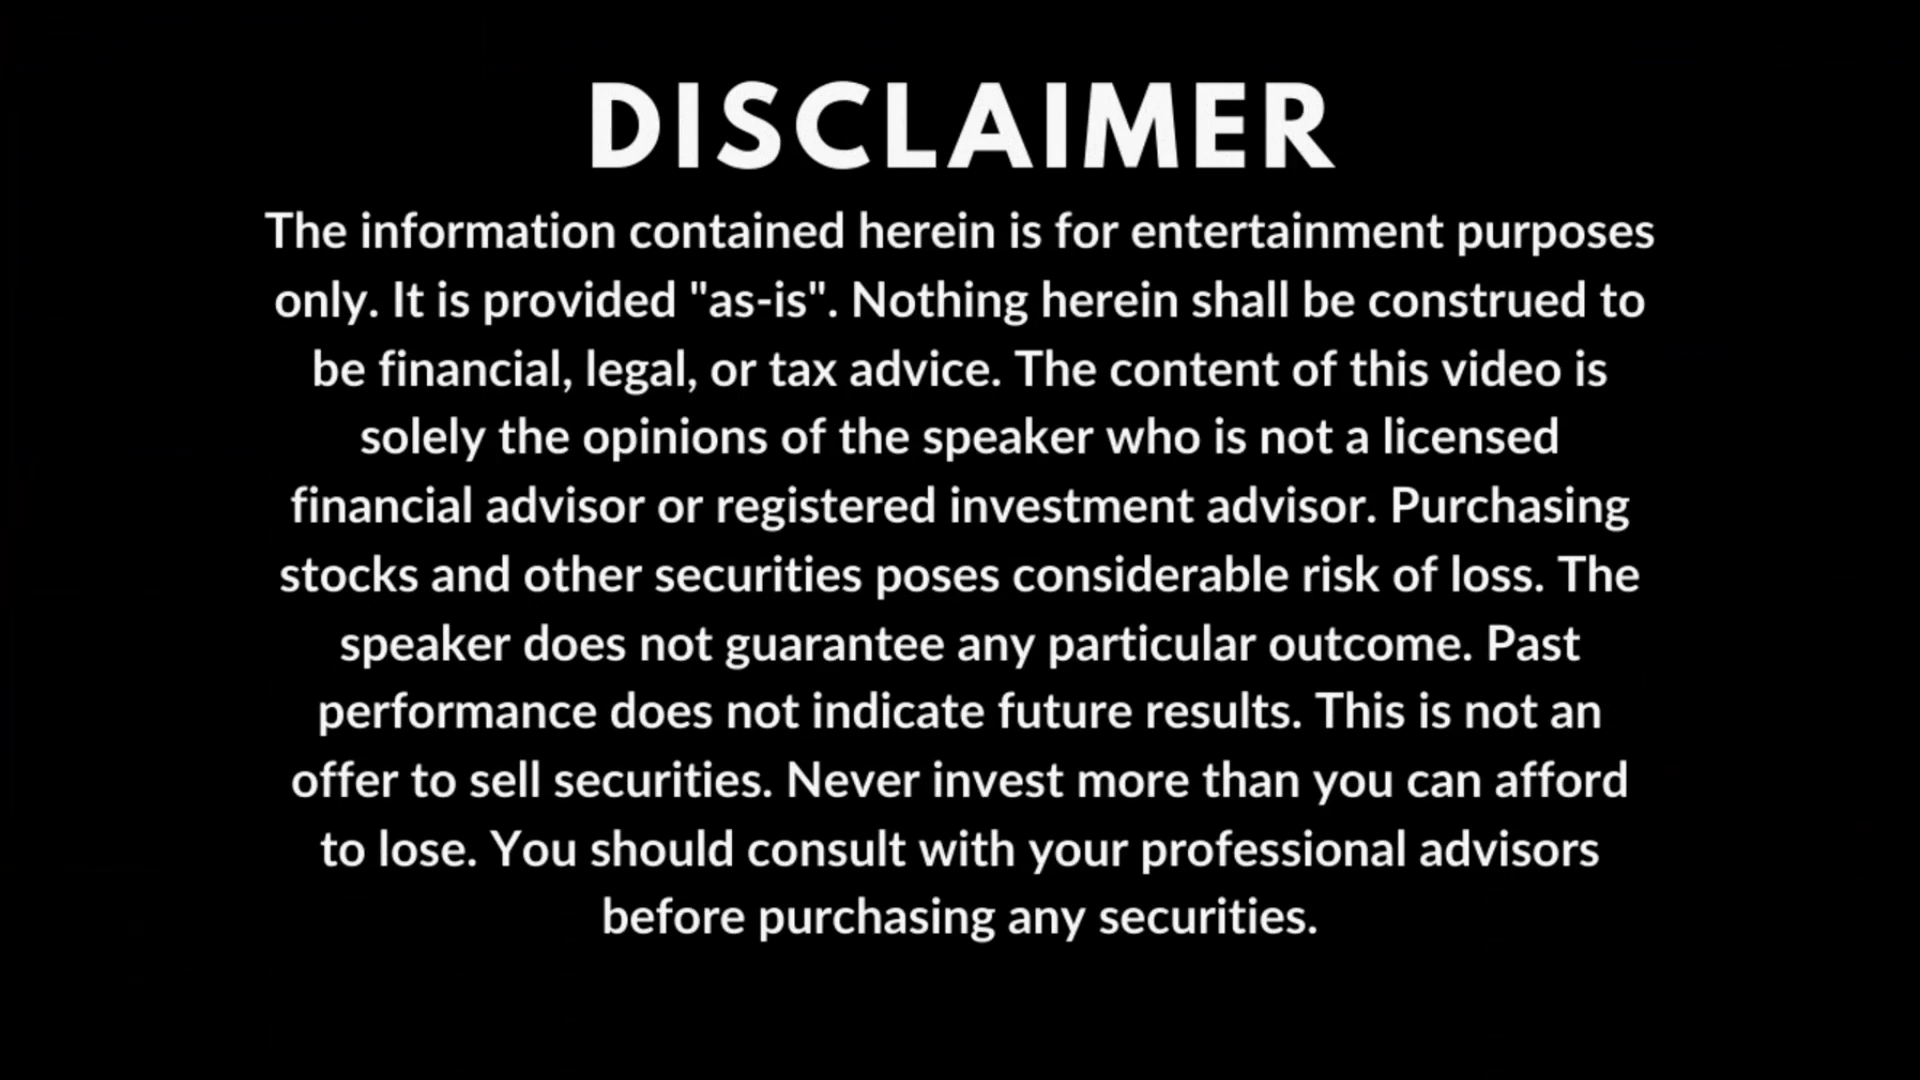 DISCLAIMER
The information contained herein is for entertainment purposes
only. It is provided "as-is". Nothing herein shall be construed to
be financial, legal, or tax advice. The content of this video is
solely the opinions of the speaker who is not a licensed
financial advisor or registered investment advisor. Purchasing
stocks and other securities poses considerable risk of loss. The
speaker does not guarantee any particular outcome. Past
performance does not indicate future results. This is not an
offer to sell securities. Never invest more than you can afford
to lose. You should consult with your professional advisors
before purchasing any securities.